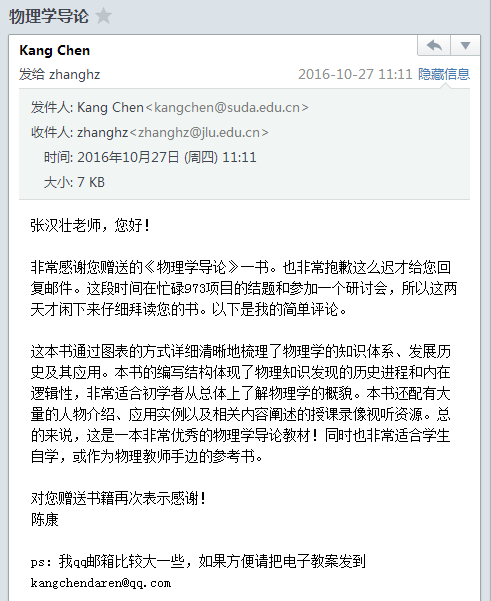 物理学导论
Kang Chen
发给 zhanghz 2016-10-27 11:11 隐藏信息
发件人: Kang Chen<kangchen@suda.edu.cn>
收件人: zhanghz<zhanghz@jlu.edu.cn>
时间: 2016年10月27日 (周四) 11:11
大小: 7 KB
张汉壮老师，您好！
非常感谢您赠送的《物理学导论》一书。也非常抱歉这么迟才给您回
复邮件。这段时间在忙碌973项目的结题和参加一个研讨会，所以这两
天才闲下来仔细拜读您的书。以下是我的简单评论。
这本书通过图表的方式详细清晰地梳理了物理学的知识体系、发展历
史及其应用。本书的编写结构体现了物理知识发现的历史进程和内在
逻辑性，非常适合初学者从总体上了解物理学的概貌。本书还配有大
量的人物介绍、应用实例以及相关内容阐述的授课录像视听资源。总
的来说，这是一本非常优秀的物理学导论教材！同时也非常适合学生
自学，或作为物理教师手边的参考书。
对您赠送书籍再次表示感谢！
陈康
ps：我qq邮箱比较大一些，如果方便请把电子教案发到
kangchendaren@qq.com